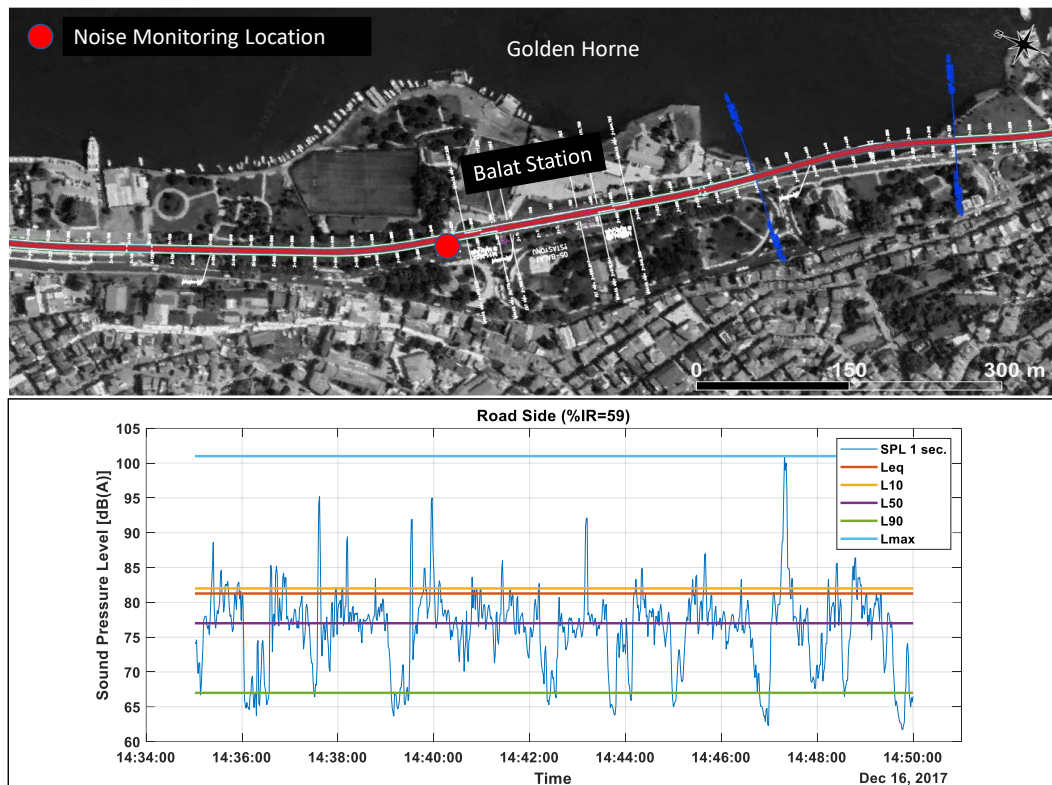 Noise Monitoring Location
Golden Horne
Balat Station
0 150 300 m
Road Side (%IR=59)
Sound Pressure Level [dB(A)]
105
100
95
90
85
80
75
70
65
60
SPL 1 sec.
Leq
L10
L50
L90
Lmax
14:34:00 14:36:00 14:38:00 14:40:00 14:42:00 14:44:00 14:46:00 14:48:00 14:50:00
Time
Dec 16, 2017